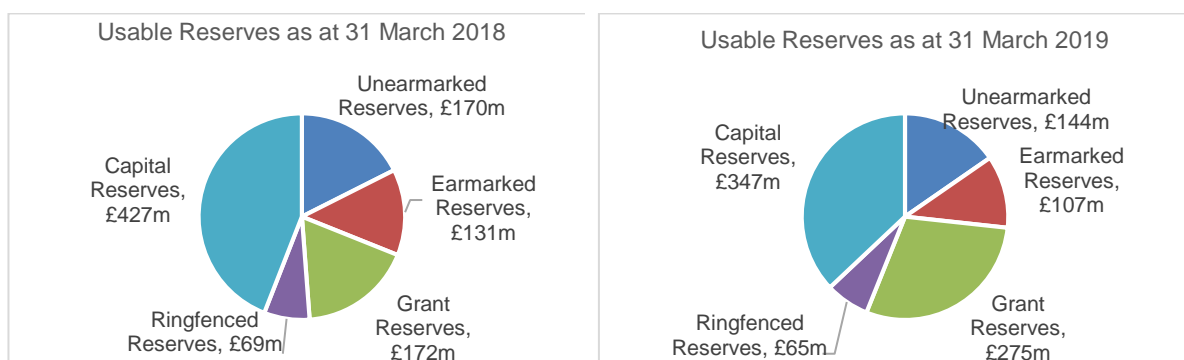 Usable Reserves as at 31 March 2018
Unearmarked
Reserves, £170m
Earmarked
Reserves,
£131m
Grant
Reserves,
£172m
Ringfenced
Reserves, £69m
Capital
Reserves,
£427m
Usable Reserves as at 31 March 2019
Unearmarked
Reserves, £144m
Earmarked
Reserves,
£107m
Grant
Reserves,
£275m
Ringfenced
Reserves, £65m
Capital
Reserves,
£347m